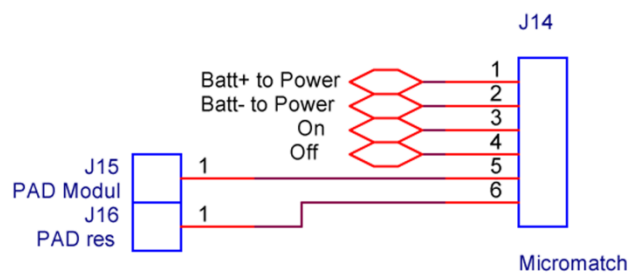 J14
Batt+ to Power
1
Batt- to Power
2
On
3
Off
4
J15
1
5
PAD Modul
6
J16
1
PAD res
Micromatch